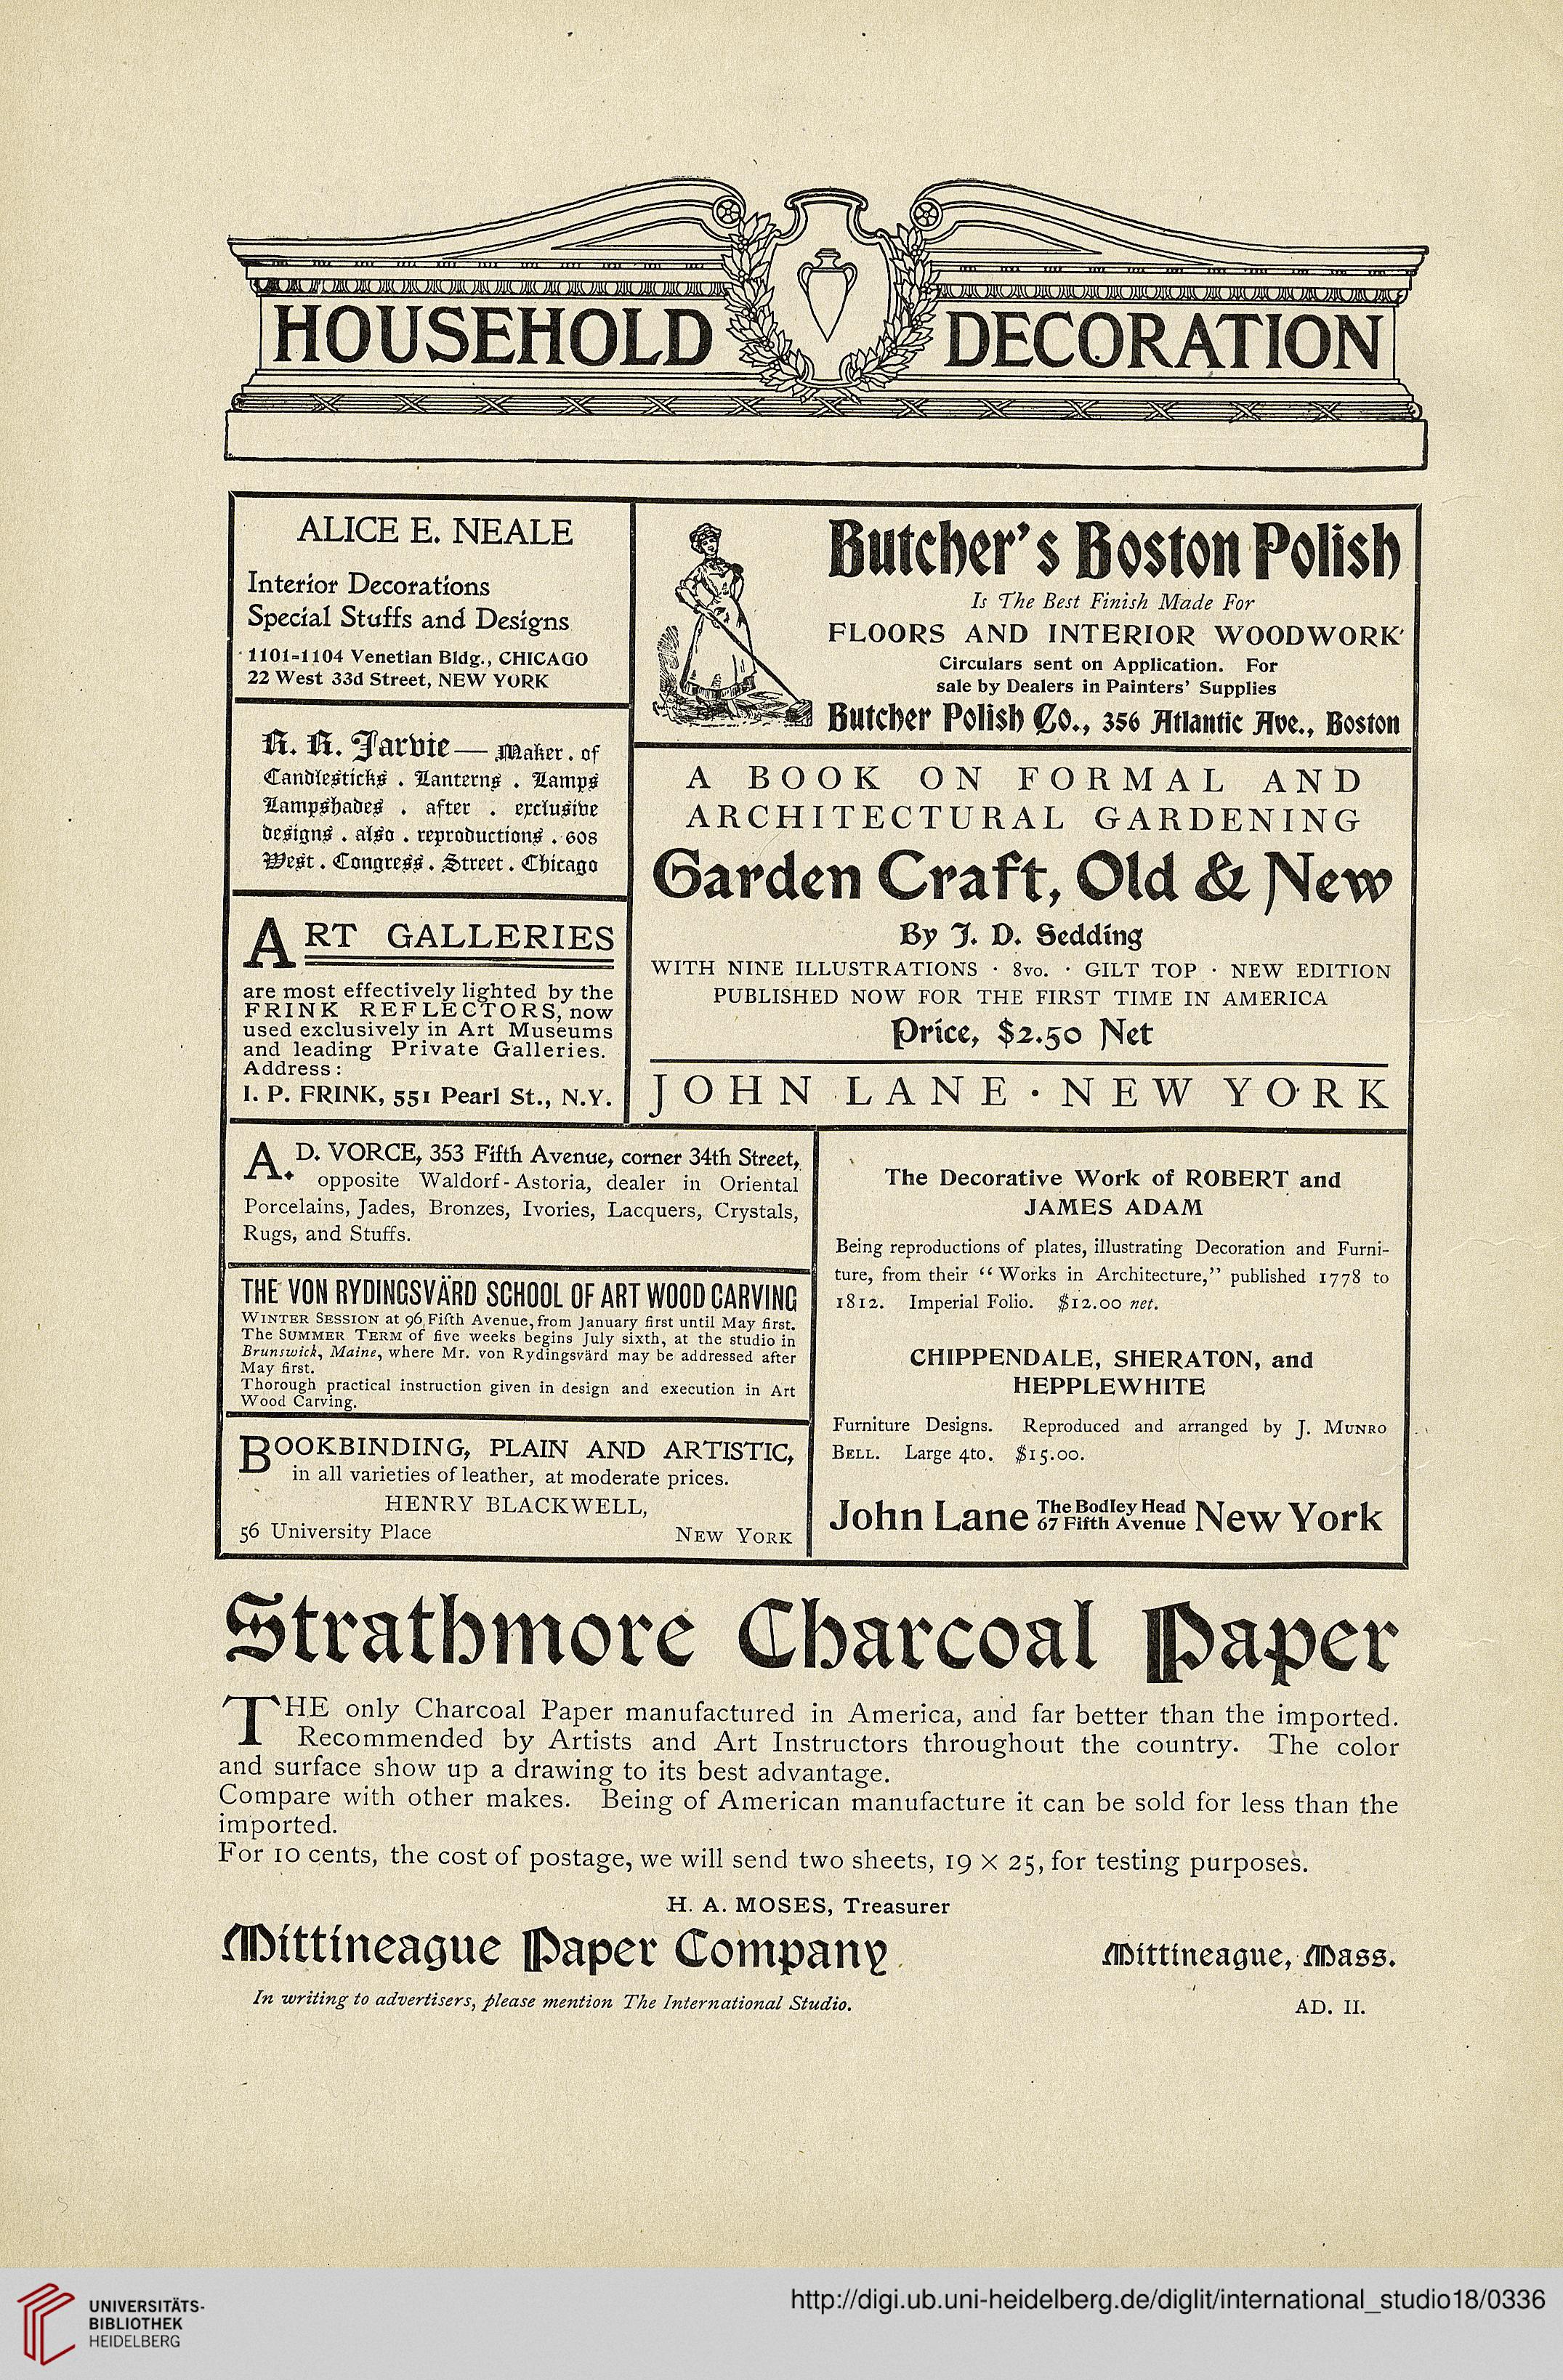 HOUSEHOLD DECORATION
ALICE E. NEALE
Interior Decorations
Special Stuffs and Designs
1101-1104 Venetian Bldg., CHICAGO
22 West 33d Street, NEW YORK
R. R. Jarvie — Maker . of
Candlesticks . Lanterns . Lamps
Lampshades . after . exclusive
designs . also . reproductions . 608
West . Congress . Street . Chicago
ART GALLERIES
are most effectively lighted by the
FRINK REFLECTORS, now
used exclusively in Art Museums
and leading Private Galleries.
Address:
I. P. FRINK, 551 Pearl St., N.Y.
Butcher's Boston Polish
Is The Best Finish Made For
FLOORS AND INTERIOR WOODWORK
Circulars sent on Application. For
sale by Dealers in Painters' Supplies
Butcher Polish Co., 356 Atlantic Ave., Boston
A BOOK ON FORMAL AND
ARCHITECTURAL GARDENING
Garden Craft, Old & New
By J. D. Sedding
WITH NINE ILLUSTRATIONS · 8vo. · GILT TOP · NEW EDITION
PUBLISHED NOW FOR THE FIRST TIME IN AMERICA
Price, $2.50 Net
JOHN LANE · NEW YORK
A. D. VORCE, 353 Fifth Avenue, corner 34th Street,
opposite Waldorf-Astoria, dealer in Oriental
Porcelains, Jades, Bronzes, Ivories, Lacquers, Crystals,
Rugs, and Stuffs.
THE VON RYDINGSVÄRD SCHOOL OF ART WOOD CARVING
WINTER SESSION at 96 Fifth Avenue, from January first until May first.
The SUMMER TERM of five weeks begins July sixth, at the studio in
Brunswick, Maine, where Mr. von Rydingsvärd may be addressed after
May first.
Thorough practical instruction given in design and execution in Art
Wood Carving.
BOOKBINDING, PLAIN AND ARTISTIC,
in all varieties of leather, at moderate prices.
HENRY BLACKWELL,
56 University Place NEW YORK
The Decorative Work of ROBERT and
JAMES ADAM
Being reproductions of plates, illustrating Decoration and Furni-
ture, from their "Works in Architecture," published 1778 to
1812. Imperial Folio. $12.00 net.
CHIPPENDALE, SHERATON, and
HEPPLEWHITE
Furniture Designs. Reproduced and arranged by J. MUNRO
BELL. Large 4to. $15.00.
John Lane The Bodley Head 67 Fifth Avenue New York
Strathmore Charcoal Paper
THE only Charcoal Paper manufactured in America, and far better than the imported.
Recommended by Artists and Art Instructors throughout the country. The color
and surface show up a drawing to its best advantage.
Compare with other makes. Being of American manufacture it can be sold for less than the
imported.
For 10 cents, the cost of postage, we will send two sheets, 19 × 25, for testing purposes.
H. A. MOSES, Treasurer
Mittineague Paper Company Mittineague, Mass.
In writing to advertisers, please mention The International Studio.
AD. II.
UNIVERSITÄTS-
BIBLIOTHEK
HEIDELBERG
http://digi.ub.uni-heidelberg.de/diglit/international_studio18/0336